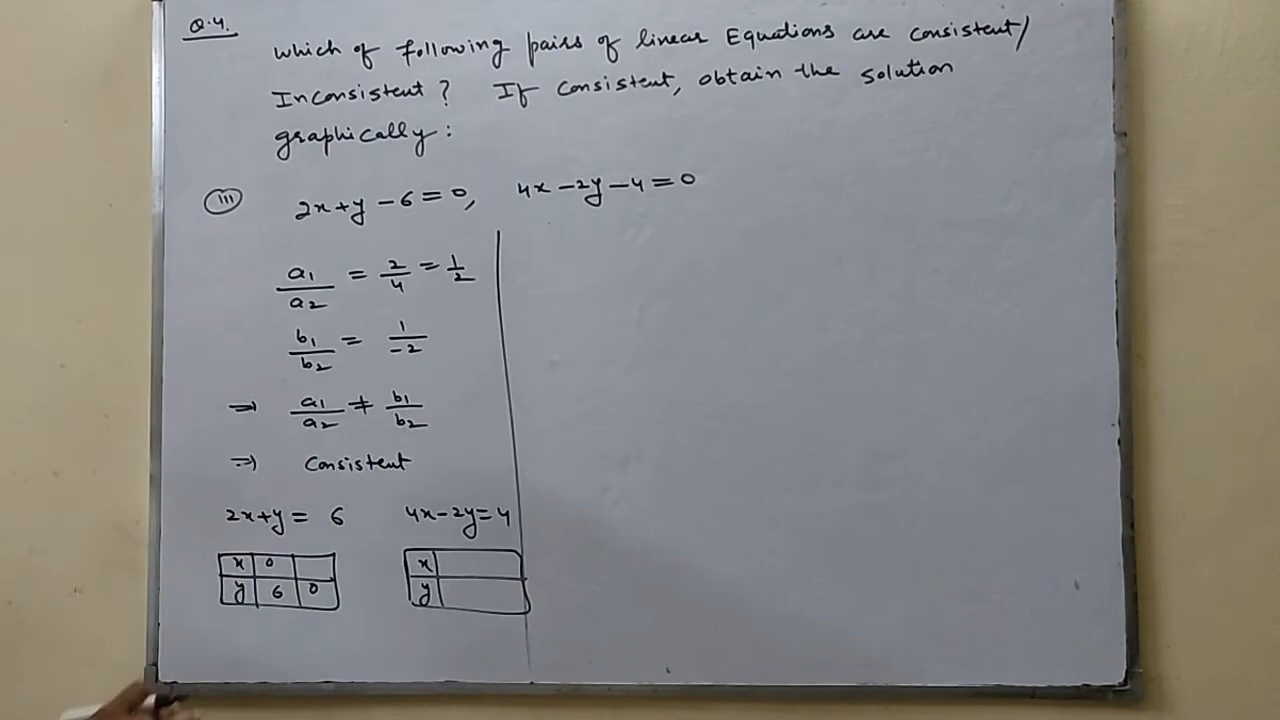 Q.4.
Which of following pairs of linear Equations are consistent/
Inconsistent? If consistent, obtain the solution
graphically:
(iii) 2x+y-6=0, 4x-2y-4=0
a1/a2 = 2/4 = 1/2
b1/b2 = 1/-2
⇒ a1/a2 ≠ b1/b2
⇒ Consistent
2x+y= 6 4x-2y=4
x 0
y 6 0
x
y